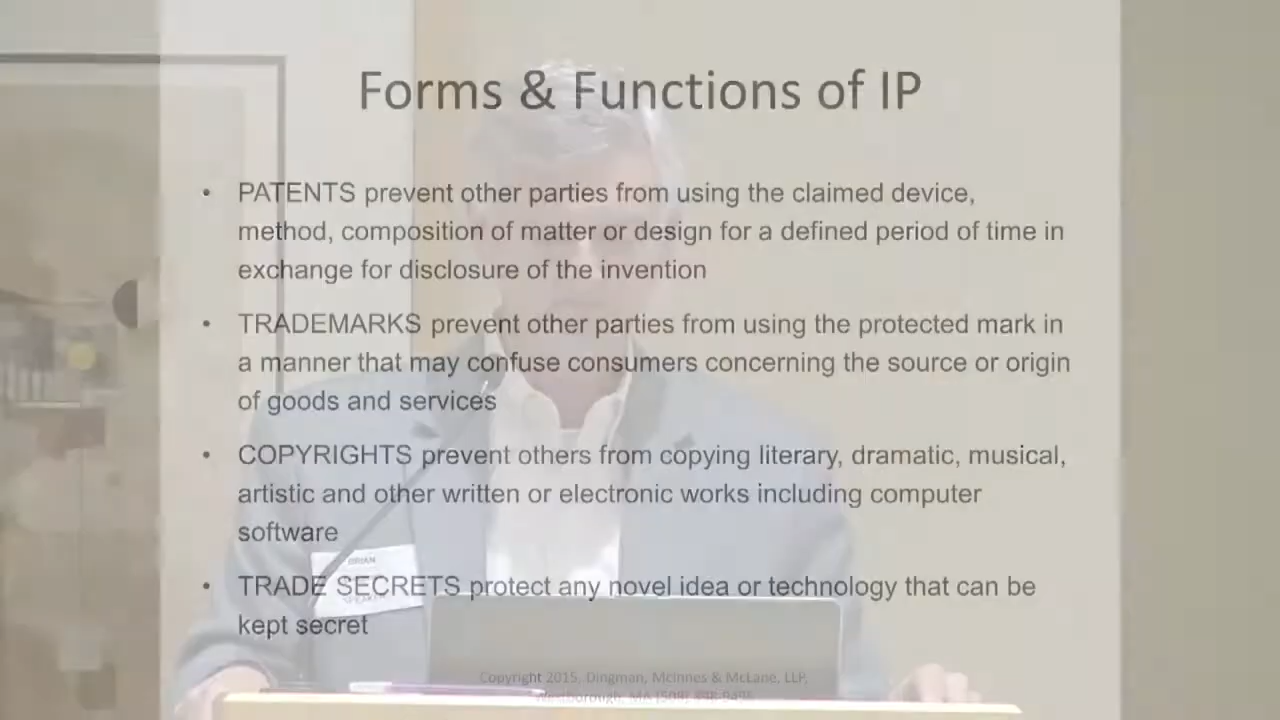 Forms & Functions of IP
• PATENTS prevent other parties from using the claimed device,
method, composition of matter or design for a defined period of time in
exchange for disclosure of the invention
• TRADEMARKS prevent other parties from using the protected mark in
a manner that may confuse consumers concerning the source or origin
of goods and services
• COPYRIGHTS prevent others from copying literary, dramatic, musical,
artistic and other written or electronic works including computer
software
BRIAN
• TRADE SECRETS protect any novel idea or technology that can be
kept secret
Copyright 2015, Dingman, McInnes & McLane, LLP,
Westborough, MA (508)